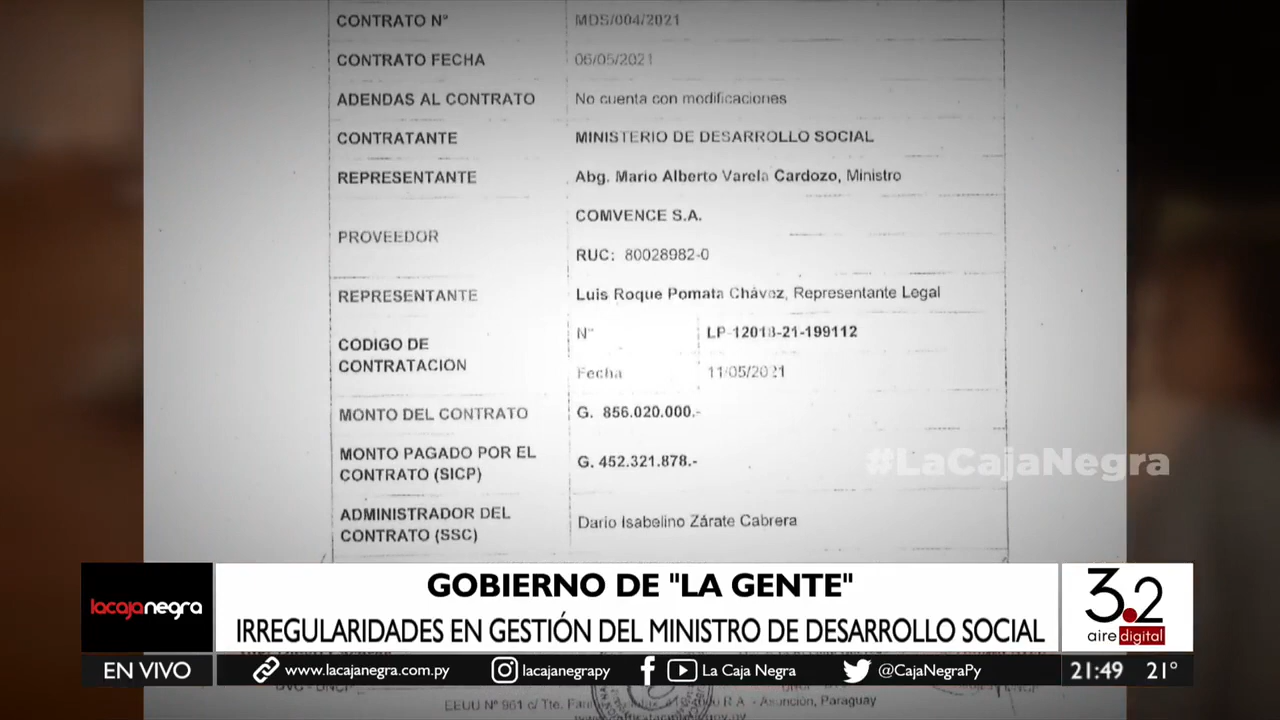 CONTRATO N° MDS/004/2021
CONTRATO FECHA 06/05/2021
ADENDAS AL CONTRATO No cuenta con modificaciones
CONTRATANTE MINISTERIO DE DESARROLLO SOCIAL
REPRESENTANTE Abg. Mario Alberto Varela Cardozo, Ministro
PROVEEDOR
COMVENCE S.A.
RUC: 80028982-0
REPRESENTANTE Luis Roque Pomata Chávez, Representante Legal
CODIGO DE
CONTRATACION
N° LP-12018-21-199112
Fecha 11/05/2021
MONTO DEL CONTRATO G. 856.020.000.-
MONTO PAGADO POR EL
CONTRATO (SICP)
G. 452.321.878.-
#LaCajaNegra
ADMINISTRADOR DEL
CONTRATO (SSC)
Dario Isabelino Zárate Cabrera
lacajanegra
GOBIERNO DE "LA GENTE"
IRREGULARIDADES EN GESTIÓN DEL MINISTRO DE DESARROLLO SOCIAL
3.2
aire digital
EN VIVO
www.lacajanegra.com.py
lacajanegrapy
La Caja Negra
@CajaNegraPy
21:49 21°
EEUU N° 961 c/ Tte. R.A - Asunción, Paraguay